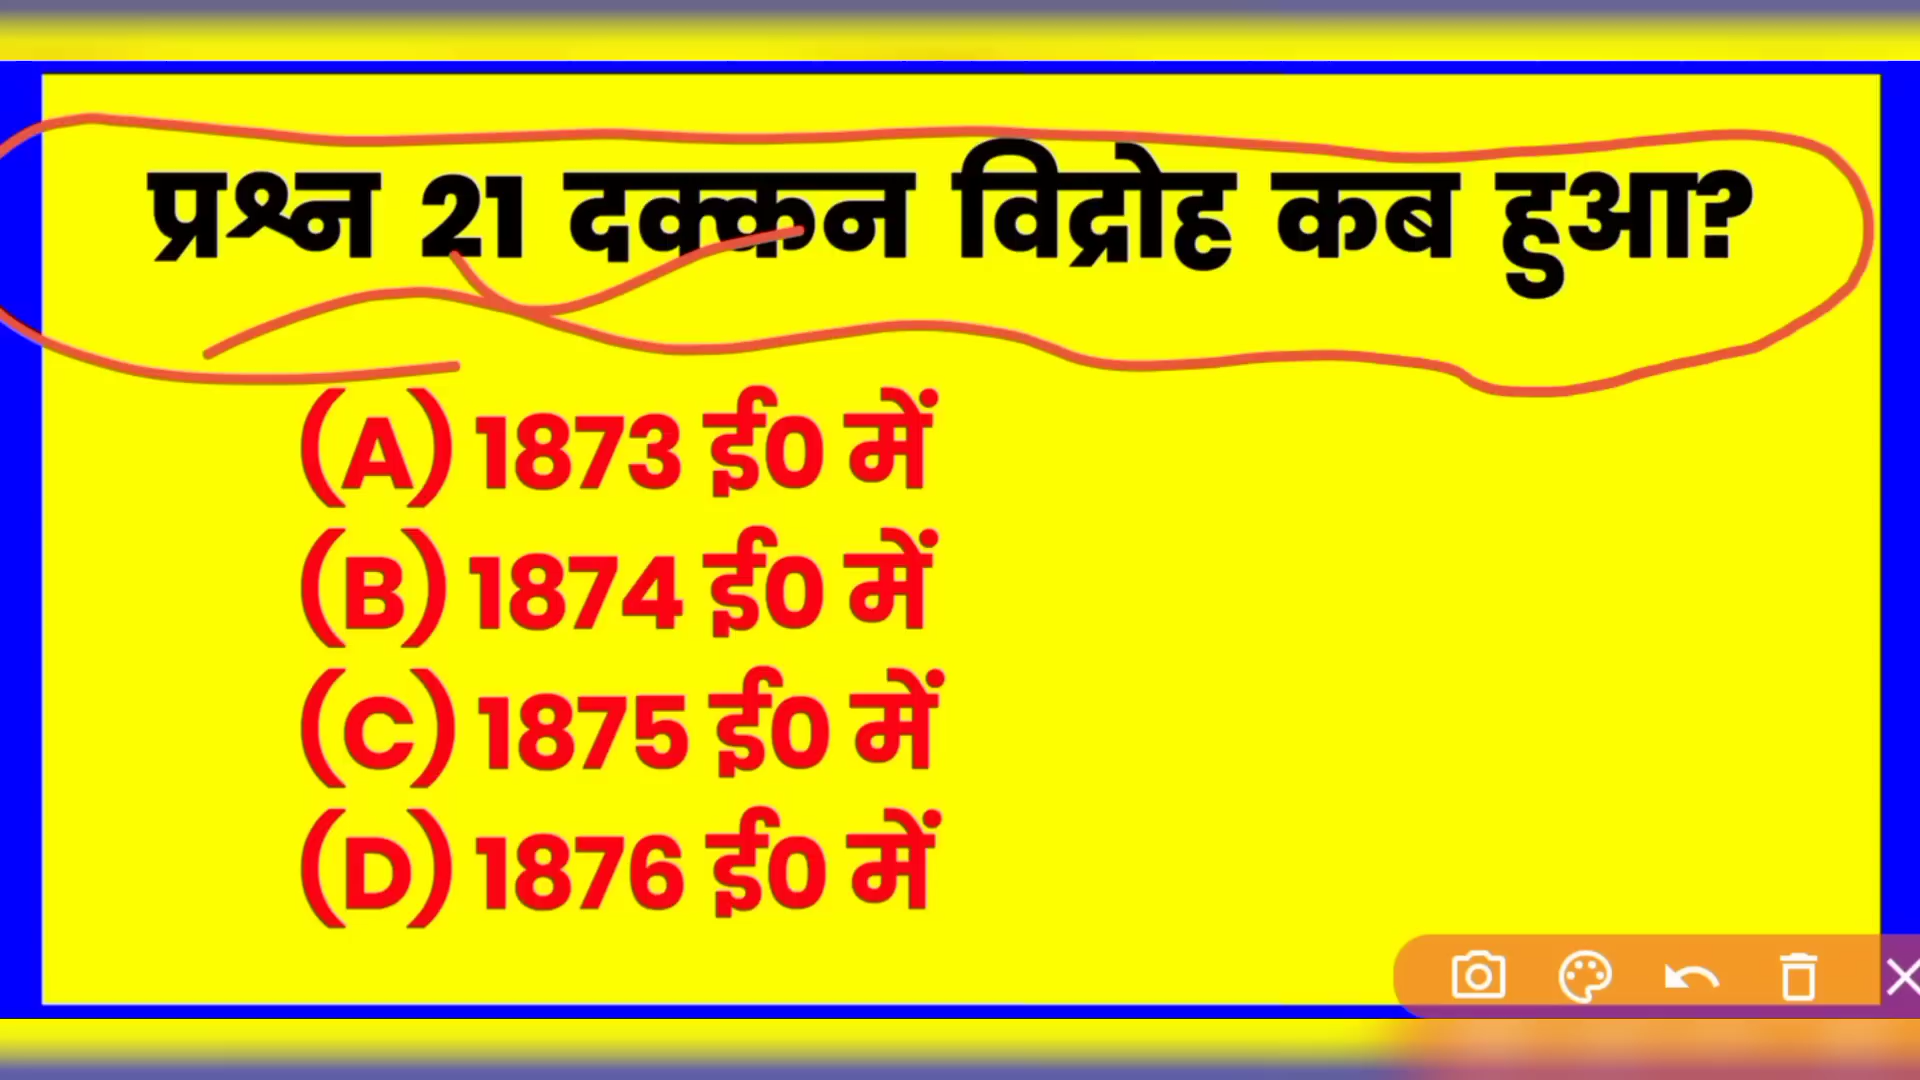 प्रश्न 21 दक्कन विद्रोह कब हुआ?
(A) 1873 ई0 में
(B) 1874 ई0 में
(C) 1875 ई0 में
(D) 1876 ई0 में